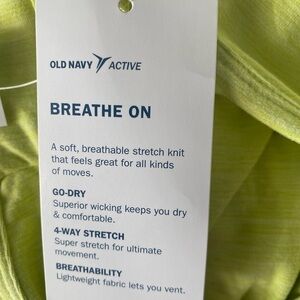 OLD NAVY ACTIVE
BREATHE ON
A soft, breathable stretch knit
that feels great for all kinds
of moves.
GO-DRY
Superior wicking keeps you dry
& comfortable.
4-WAY STRETCH
Super stretch for ultimate
movement.
BREATHABILITY
Lightweight fabric lets you vent.